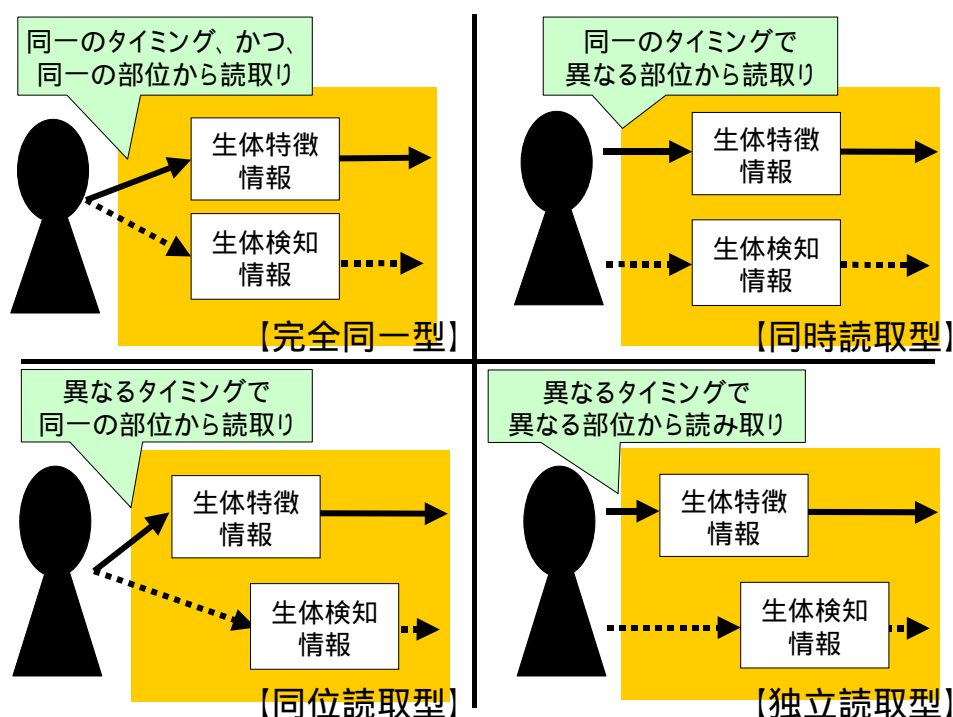 同一のタイミング、かつ、
同一の部位から読取り
生体特徴
情報
生体検知
情報
【完全同一型】
同一のタイミングで
異なる部位から読取り
生体特徴
情報
生体検知
情報
【同時読取型】
異なるタイミングで
同一の部位から読取り
生体特徴
情報
生体検知
情報
【同位読取型】
異なるタイミングで
異なる部位から読み取り
生体特徴
情報
生体検知
情報
【独立読取型】